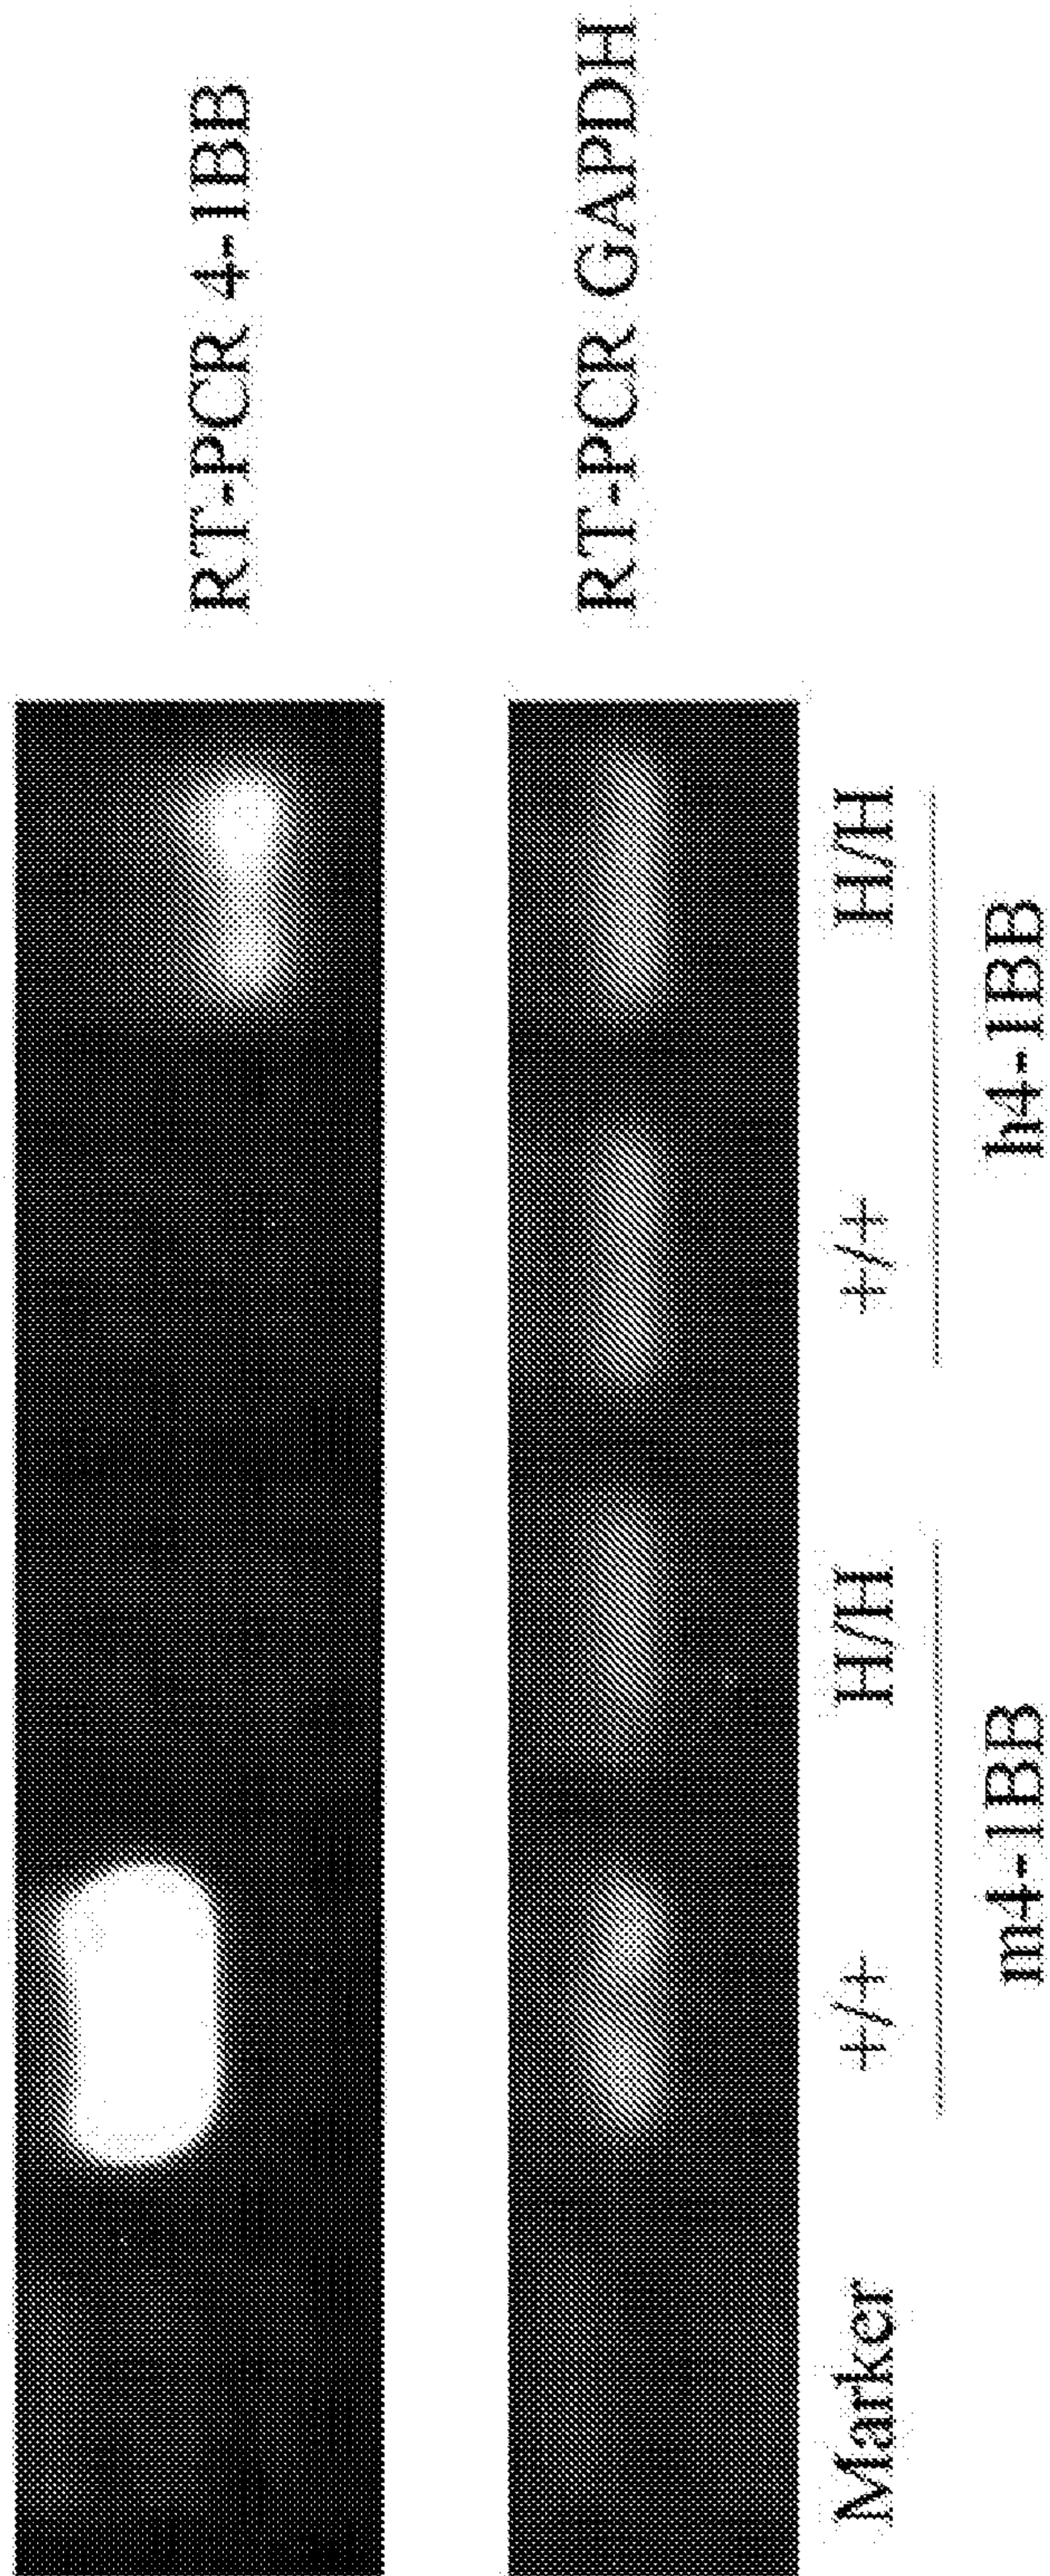 RT-PCR 4-1BB
RT-PCR GAPDH
Marker +/+ H/H +/+ H/H
m4-1BB h4-1BB